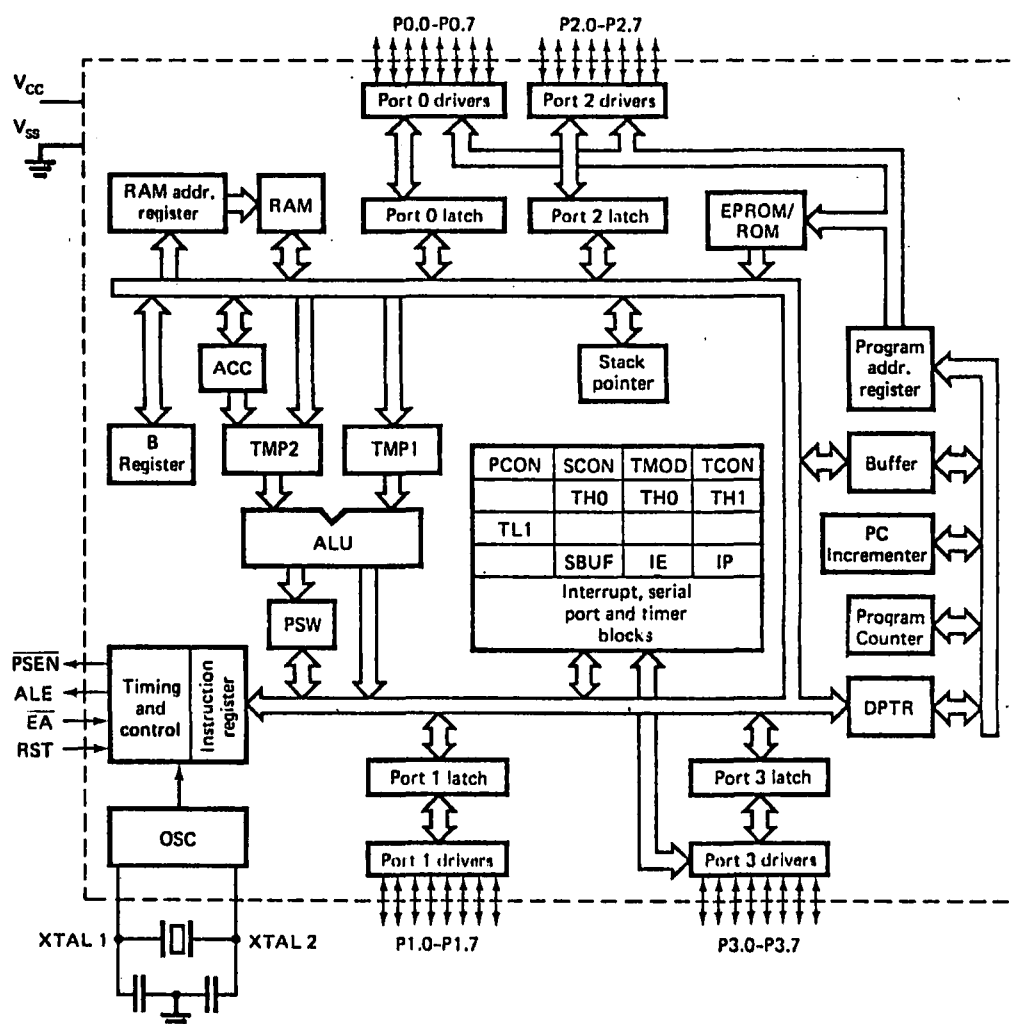 P0.0-P0.7
P2.0-P2.7
VCC
VSS
Port 0 drivers
Port 2 drivers
RAM addr.
register
RAM
Port 0 latch
Port 2 latch
EPROM/
ROM
ACC
Stack
pointer
Program
addr.
register
B
Register
TMP2
TMP1
PCON SCON TMOD TCON
TH0 TH0 TH1
TL1
SBUF IE IP
Interrupt, serial
port and timer
blocks
Buffer
ALU
PC
Incrementer
PSW
Program
Counter
PSEN
ALE
EA
RST
Timing
and
control
Instruction
register
DPTR
Port 1 latch
Port 3 latch
OSC
Port 1 drivers
Port 3 drivers
XTAL 1
XTAL 2
P1.0-P1.7
P3.0-P3.7